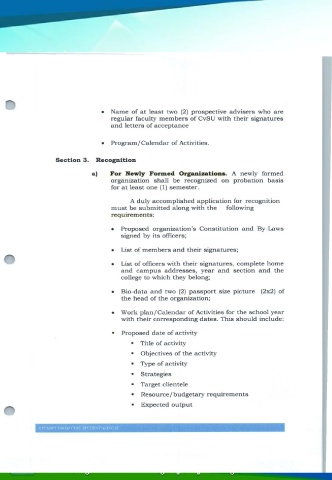 • Name of at least two (2) prospective advisers who are
regular faculty members of CvSU with their signatures
and letters of acceptance
• Program/Calendar of Activities.
Section 3. Recognition
a) For Newly Formed Organizations. A newly formed
organization shall be recognized on probation basis
for at least one (1) semester.
A duly accomplished application for recognition
must be submitted along with the following
requirements:
• Proposed organization's Constitution and By Laws
signed by its officers;
• List of members and their signatures;
• List of officers with their signatures, complete home
and campus addresses, year and section and the
college to which they belong;
• Bio-data and two (2) passport size picture (2x2) of
the head of the organization;
• Work plan/Calendar of Activities for the school year
with their corresponding dates. This should include:
• Proposed date of activity
• Title of activity
• Objectives of the activity
• Type of activity
• Strategies
• Target clientele
• Resource/budgetary requirements
• Expected output